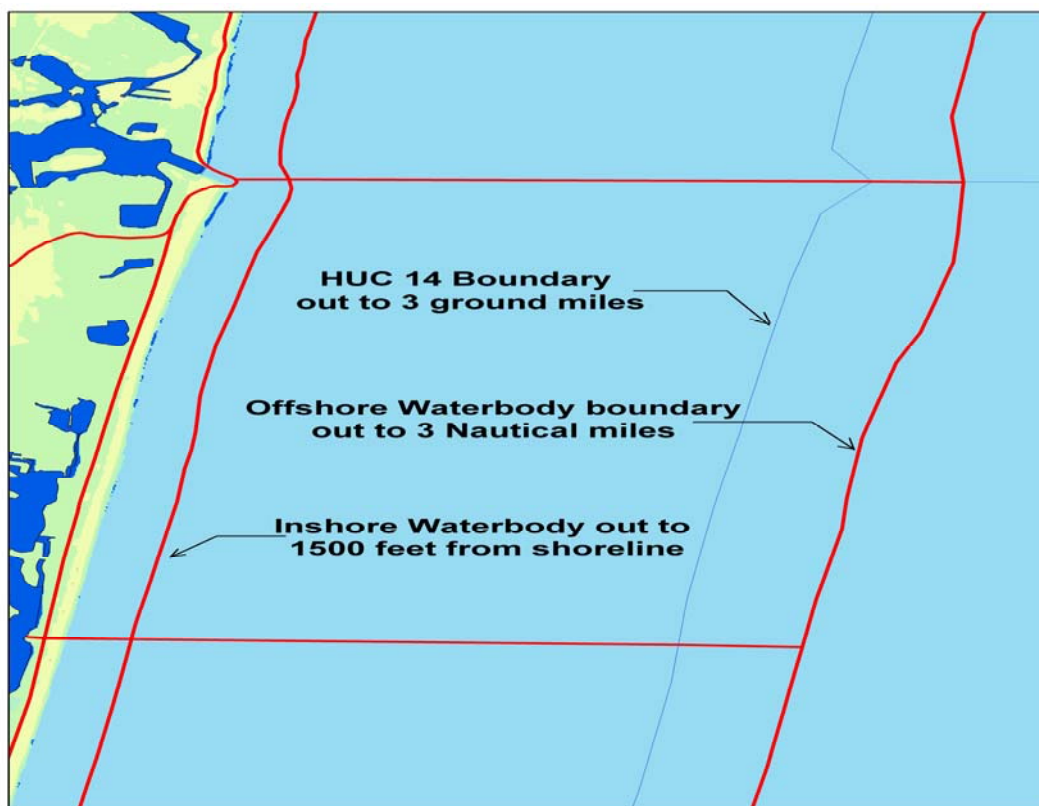 HUC 14 Boundary
out to 3 ground miles
Offshore Waterbody boundary
out to 3 Nautical miles
Inshore Waterbody out to
1500 feet from shoreline